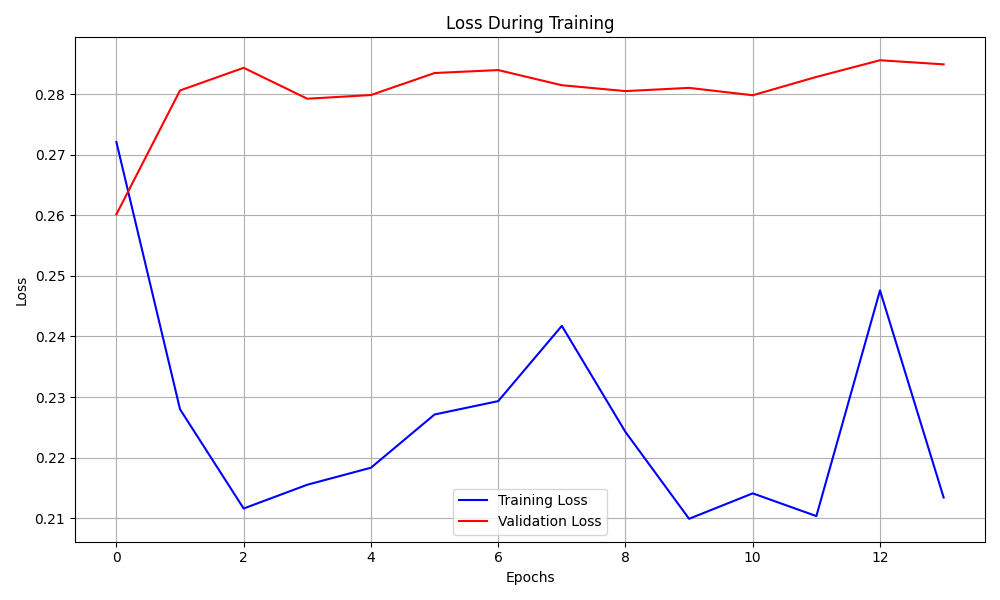 Loss During Training
0.28
0.27
0.26
0.25
0.24
0.23
0.22
0.21
Loss
Training Loss
Validation Loss
0 2 4 6 8 10 12
Epochs